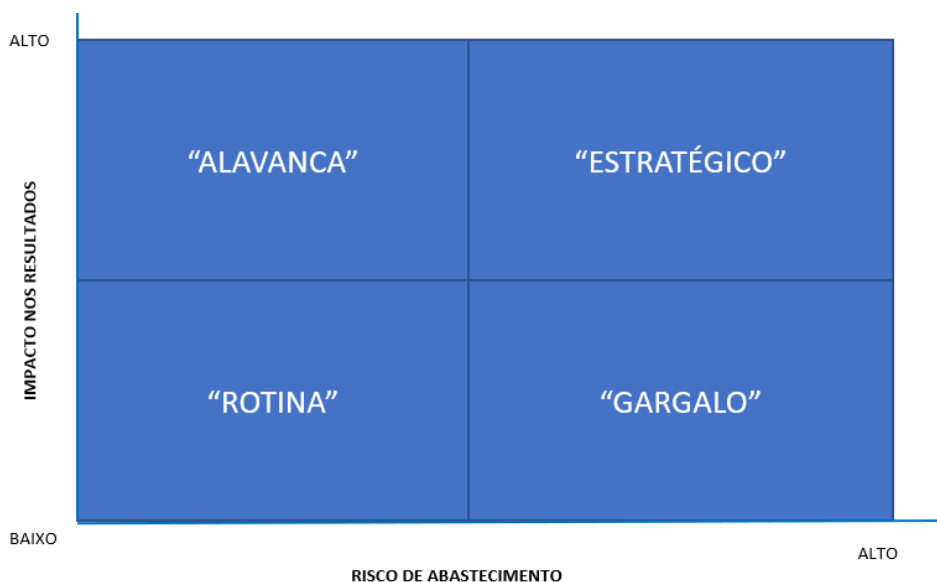 ALTO
“ALAVANCA”
“ESTRATÉGICO”
IMPACTO NOS RESULTADOS
“ROTINA”
“GARGALO”
BAIXO
ALTO
RISCO DE ABASTECIMENTO